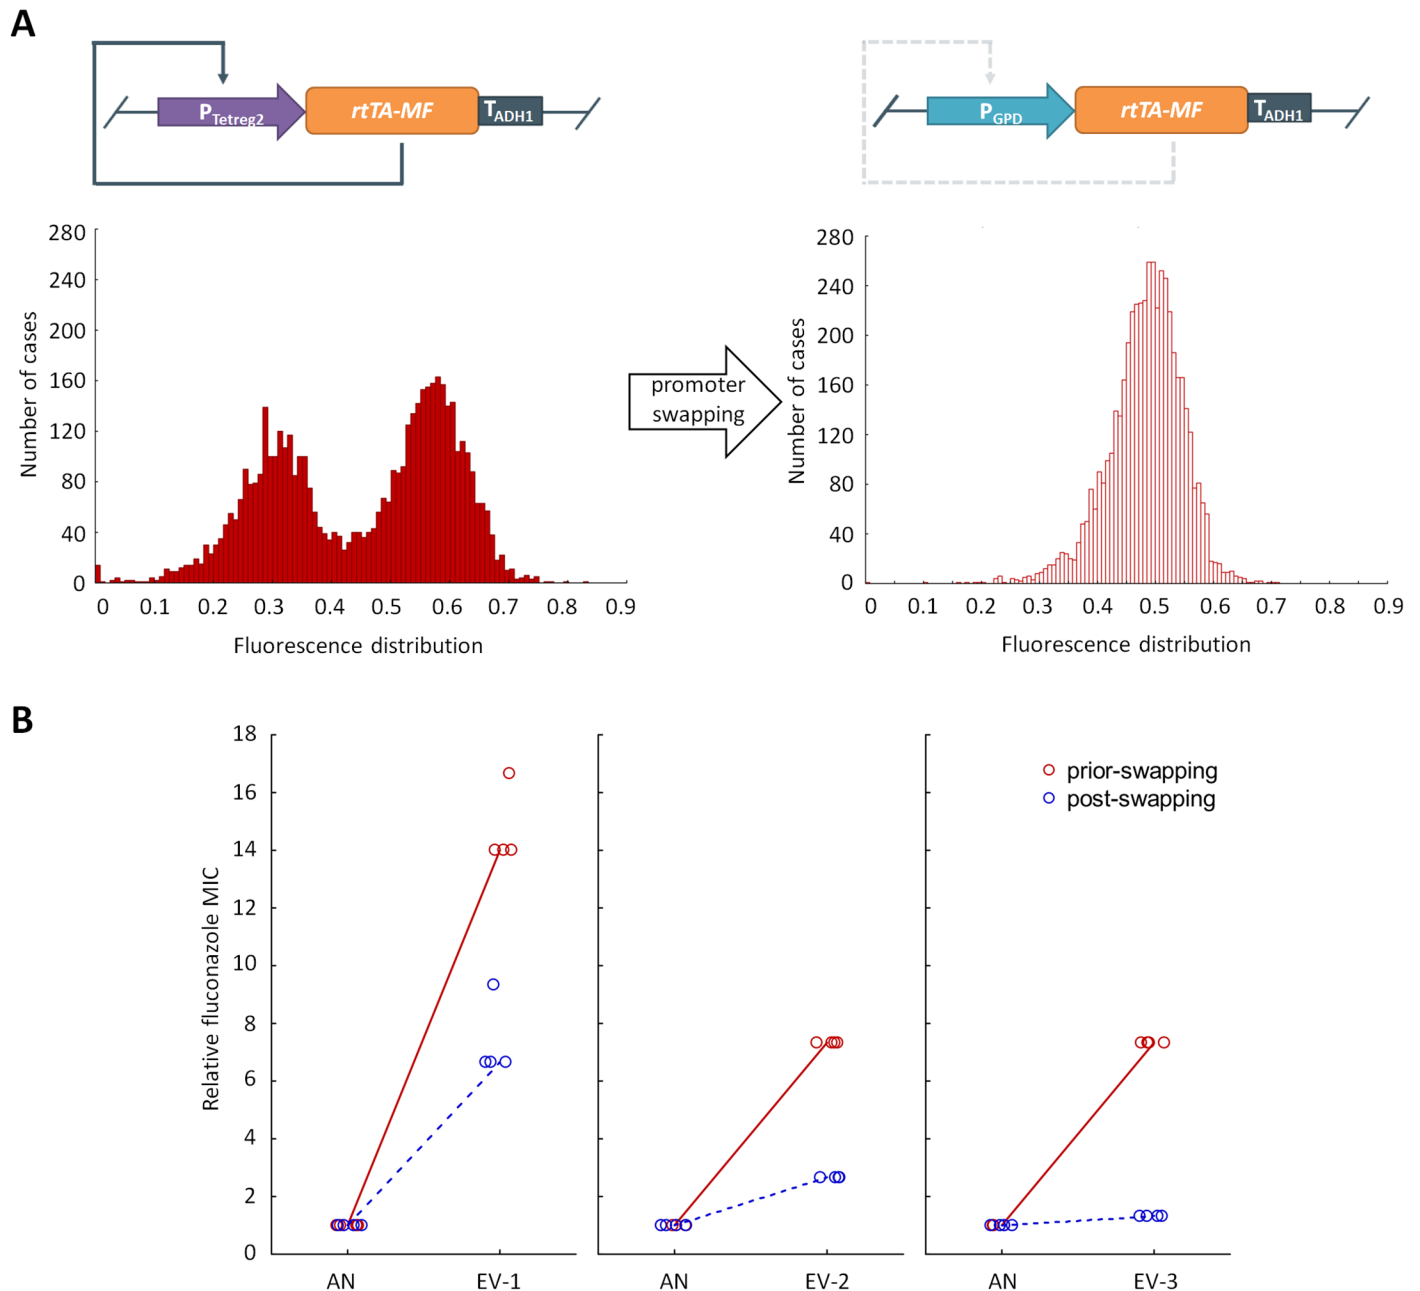 A
PTetreg2 rtTA-MF TADH1
PGPD rtTA-MF TADH1
280
240
200
160
120
80
40
0
Number of cases
0 0.1 0.2 0.3 0.4 0.5 0.6 0.7 0.8 0.9
Fluorescence distribution
promoter
swapping
280
240
200
160
120
80
40
0
Number of cases
0 0.1 0.2 0.3 0.4 0.5 0.6 0.7 0.8 0.9
Fluorescence distribution
B
18
16
14
12
10
8
6
4
2
0
Relative fluconazole MIC
prior-swapping
post-swapping
AN EV-1
AN EV-2
AN EV-3